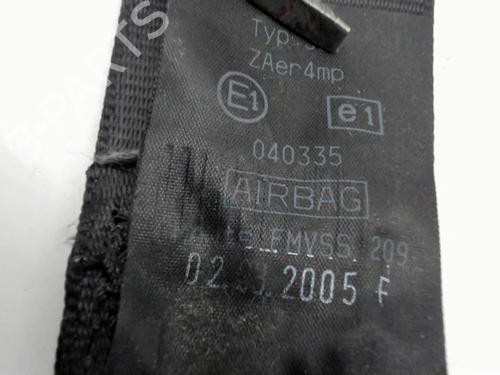 ZAer4mp
E1 e1
040335
AIRBAG
FMVSS 209
2005 F